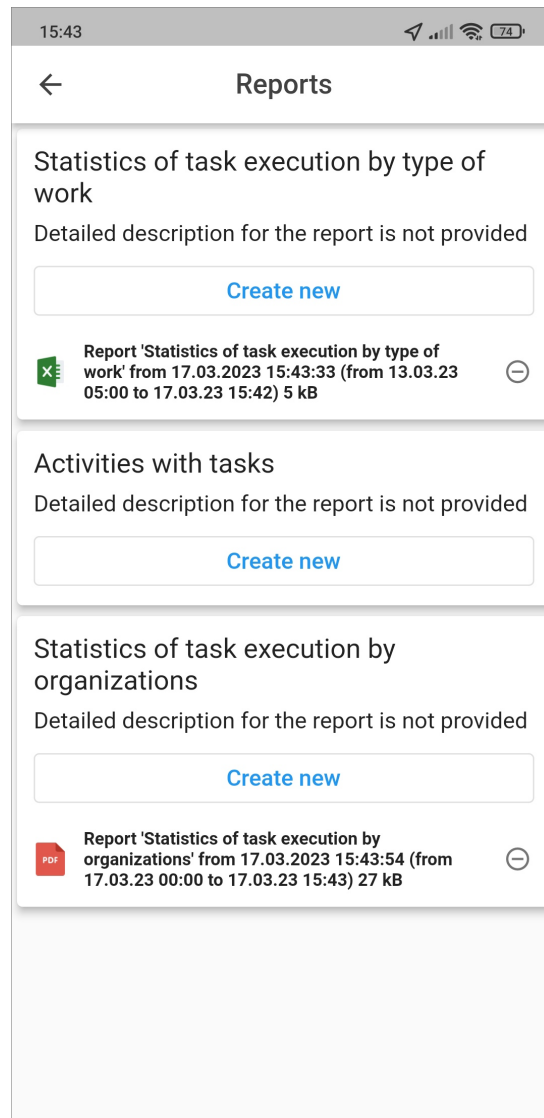 15:43
74
Reports
Statistics of task execution by type of
work
Detailed description for the report is not provided
Create new
X
Report 'Statistics of task execution by type of
work' from 17.03.2023 15:43:33 (from 13.03.23
05:00 to 17.03.23 15:42) 5 kB
Activities with tasks
Detailed description for the report is not provided
Create new
Statistics of task execution by
organizations
Detailed description for the report is not provided
Create new
PDF
Report 'Statistics of task execution by
organizations' from 17.03.2023 15:43:54 (from
17.03.23 00:00 to 17.03.23 15:43) 27 kB